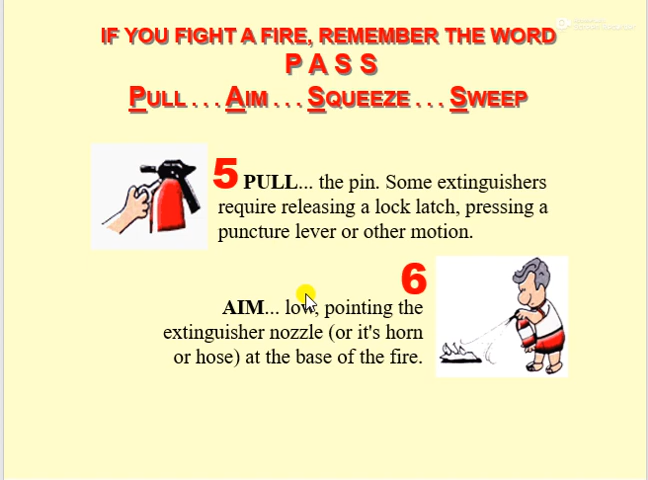 IF YOU FIGHT A FIRE, REMEMBER THE WORD
P A S S
PULL . . . AIM . . . SQUEEZE . . . SWEEP
5 PULL... the pin. Some extinguishers
require releasing a lock latch, pressing a
puncture lever or other motion.
6
AIM... low, pointing the
extinguisher nozzle (or it's horn
or hose) at the base of the fire.